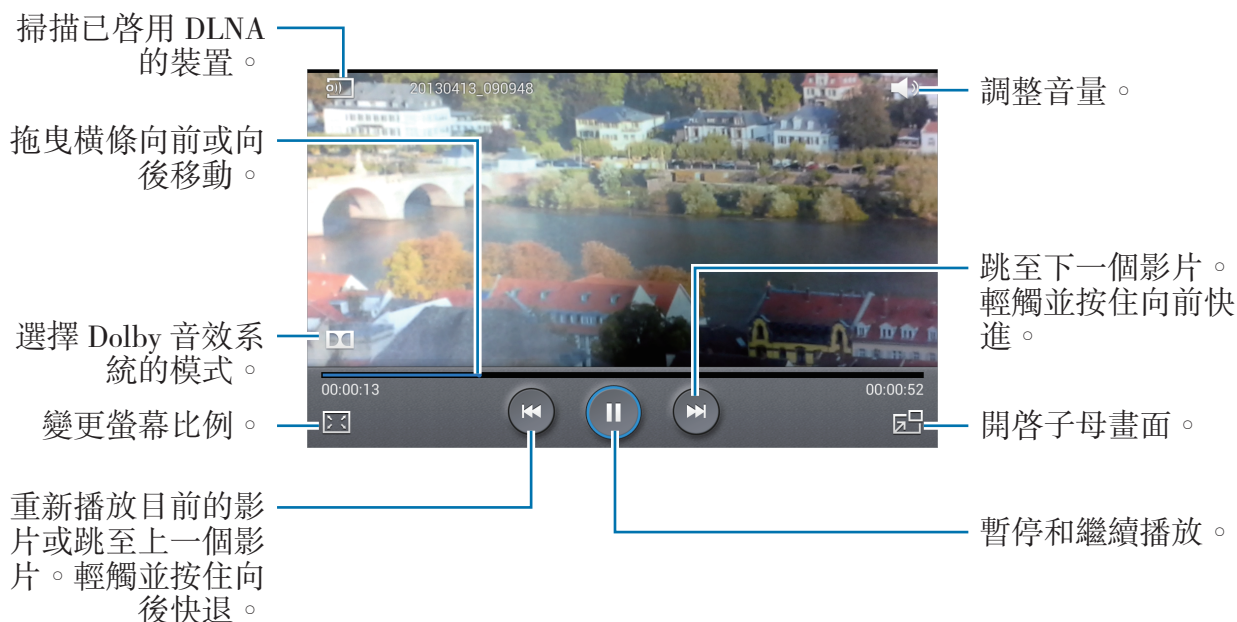 掃描已啓用 DLNA
的裝置。
20130413_090948
調整音量。
拖曳橫條向前或向
後移動。
跳至下一個影片。
輕觸並按住向前快
進。
選擇 Dolby 音效系
統的模式。
00:00:13
00:00:52
變更螢幕比例。
開啓子母畫面。
重新播放目前的影
片或跳至上一個影
片。輕觸並按住向
後快退。
暫停和繼續播放。